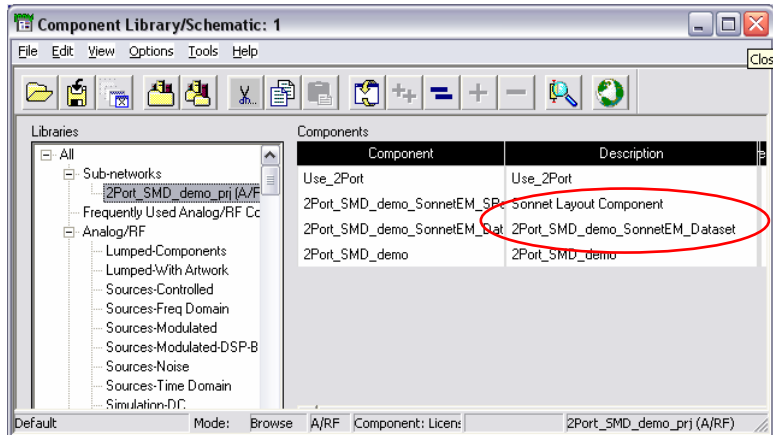 Component Library/Schematic: 1
File Edit View Options Tools Help
Clos
Libraries
Components
All
Sub-networks
2Port_SMD_demo_prj (A/F
Frequently Used Analog/RF Cc
Analog/RF
Lumped-Components
Lumped-With Artwork
Sources-Controlled
Sources-Freq Domain
Sources-Modulated
Sources-Modulated-DSP-B
Sources-Noise
Sources-Time Domain
Simulation-DC
Component Description
Use_2Port Use_2Port
2Port_SMD_demo_SonnetEM_SPa Sonnet Layout Component
2Port_SMD_demo_SonnetEM_Dat 2Port_SMD_demo_SonnetEM_Dataset
2Port_SMD_demo 2Port_SMD_demo
Default Mode: Browse A/RF Component: Licens 2Port_SMD_demo_prj (A/RF)